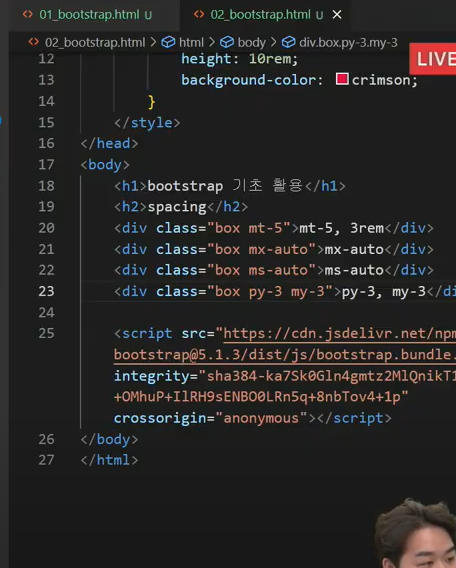 01_bootstrap.html U
02_bootstrap.html U
02_bootstrap.html > html > body > div.box.py-3.my-3
LIVE
12 height: 10rem;
13 background-color: crimson;
14 }
15 </style>
16 </head>
17 <body>
18 <h1>bootstrap 기초 활용</h1>
19 <h2>spacing</h2>
20 <div class="box mt-5">mt-5, 3rem</div>
21 <div class="box mx-auto">mx-auto</div>
22 <div class="box ms-auto">ms-auto</div>
23 <div class="box py-3 my-3">py-3, my-3</di
24
25 <script src="https://cdn.jsdelivr.net/npm
bootstrap@5.1.3/dist/js/bootstrap.bundle.
integrity="sha384-ka7Sk0Gln4gmtz2MlQnikT1
+OMhuP+IlRH9sENBO0LRn5q+8nbTov4+1p"
crossorigin="anonymous"></script>
26 </body>
27 </html>